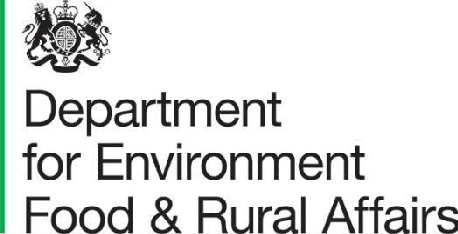 Department
for Environment
Food & Rural Affairs